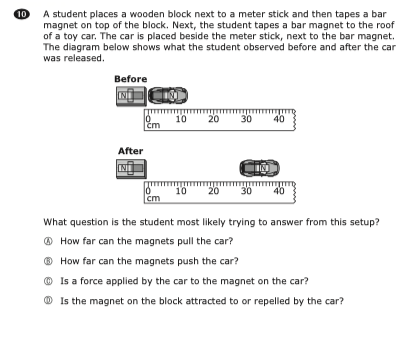 10 A student places a wooden block next to a meter stick and then tapes a bar
magnet on top of the block. Next, the student tapes a bar magnet to the roof
of a toy car. The car is placed beside the meter stick, next to the bar magnet.
The diagram below shows what the student observed before and after the car
was released.
Before
N N
0 10 20 30 40
cm
After
N N
0 10 20 30 40
cm
What question is the student most likely trying to answer from this setup?
A How far can the magnets pull the car?
B How far can the magnets push the car?
C Is a force applied by the car to the magnet on the car?
D Is the magnet on the block attracted to or repelled by the car?